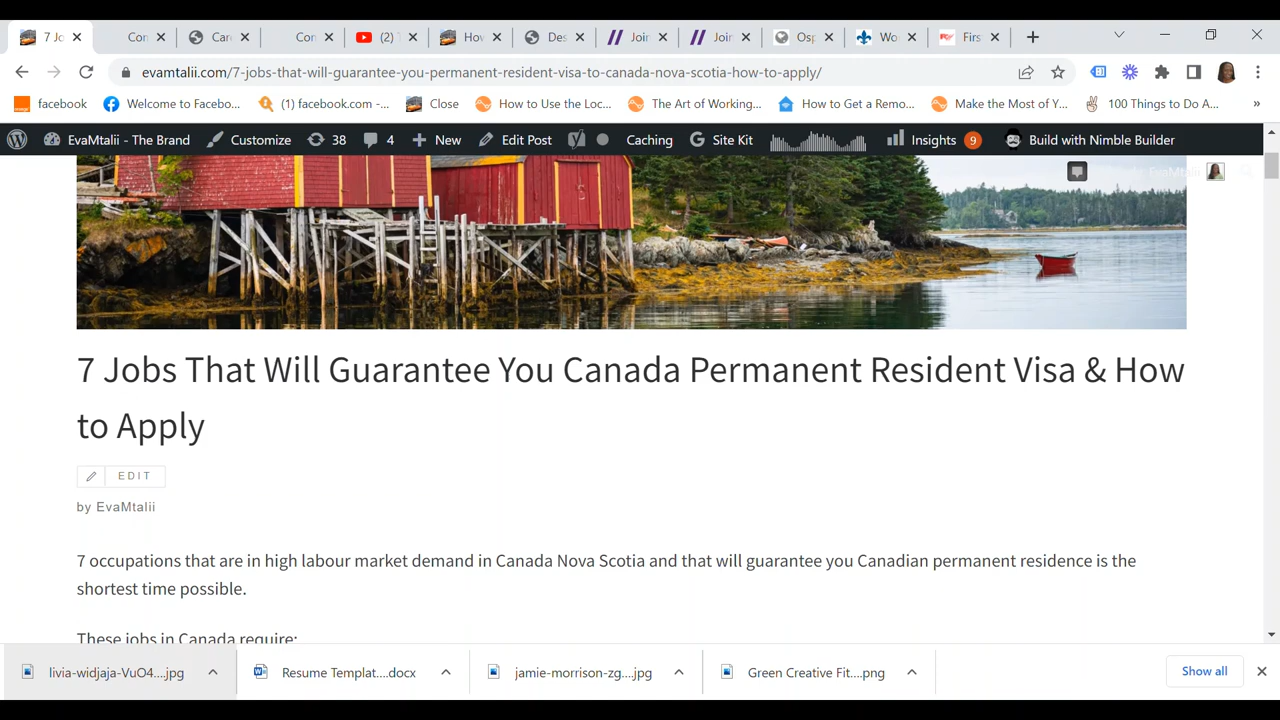 7 Jo
Con
Care
Con
(2) T
How
Des
Join
Join
Osp
Wo
Firs
evamtalii.com/7-jobs-that-will-guarantee-you-permanent-resident-visa-to-canada-nova-scotia-how-to-apply/
facebook
Welcome to Facebo...
(1) facebook.com -...
Close
How to Use the Loc...
The Art of Working...
How to Get a Remo...
Make the Most of Y...
100 Things to Do A...
»
EvaMtalii - The Brand
Customize
38
4
New
Edit Post
Caching
Site Kit
Insights 9
Build with Nimble Builder
EvaMtalii
7 Jobs That Will Guarantee You Canada Permanent Resident Visa & How
to Apply
EDIT
by EvaMtalii
7 occupations that are in high labour market demand in Canada Nova Scotia and that will guarantee you Canadian permanent residence is the
shortest time possible.
These jobs in Canada require:
livia-widjaja-VuO4....jpg
Resume Templat....docx
jamie-morrison-zg....jpg
Green Creative Fit....png
Show all